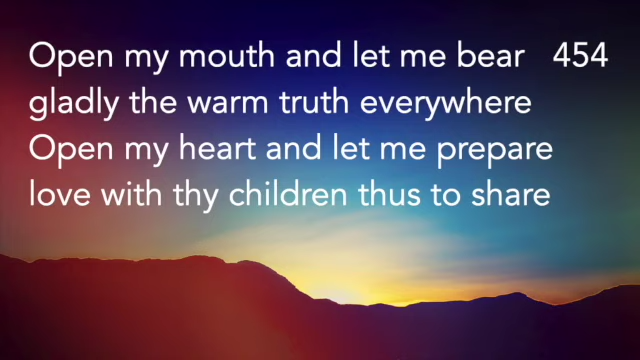 Open my mouth and let me bear 454
gladly the warm truth everywhere
Open my heart and let me prepare
love with thy children thus to share